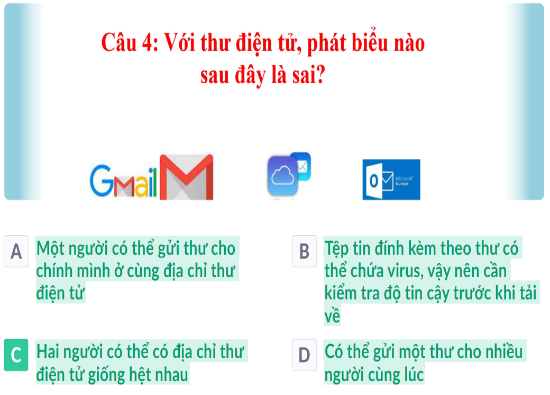 Câu 4: Với thư điện tử, phát biểu nào
sau đây là sai?
Gmail
Microsoft
Outlook
A
Một người có thể gửi thư cho
chính mình ở cùng địa chỉ thư
điện tử
B
Tệp tin đính kèm theo thư có
thể chứa virus, vậy nên cần
kiểm tra độ tin cậy trước khi tải
về
C
Hai người có thể có địa chỉ thư
điện tử giống hệt nhau
D
Có thể gửi một thư cho nhiều
người cùng lúc